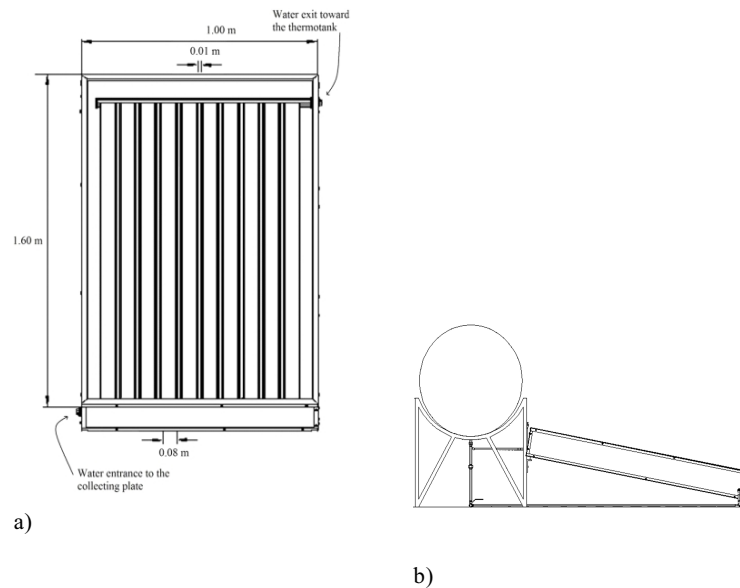 Water exit toward
the thermotank
1.00 m
0.01 m
1.60 m
0.08 m
Water entrance to the
collecting plate
a)
b)